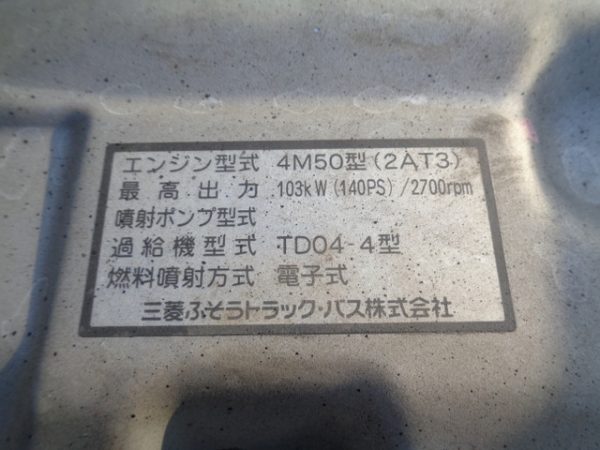 エンジン型式 4M50型(2AT3)
最高出力 103kW(140PS)/2700rpm
噴射ポンプ型式
過給機型式 TD04-4型
燃料噴射方式 電子式
三菱ふそうトラック・バス株式会社